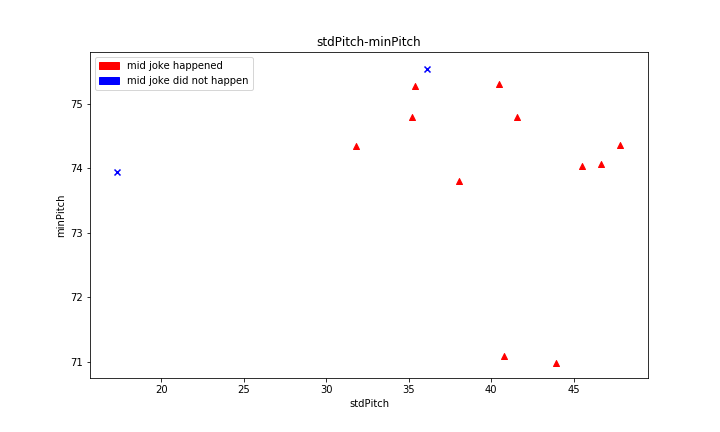 stdPitch-minPitch
mid joke happened
mid joke did not happen
minPitch
75
74
73
72
71
20 25 30 35 40 45
stdPitch